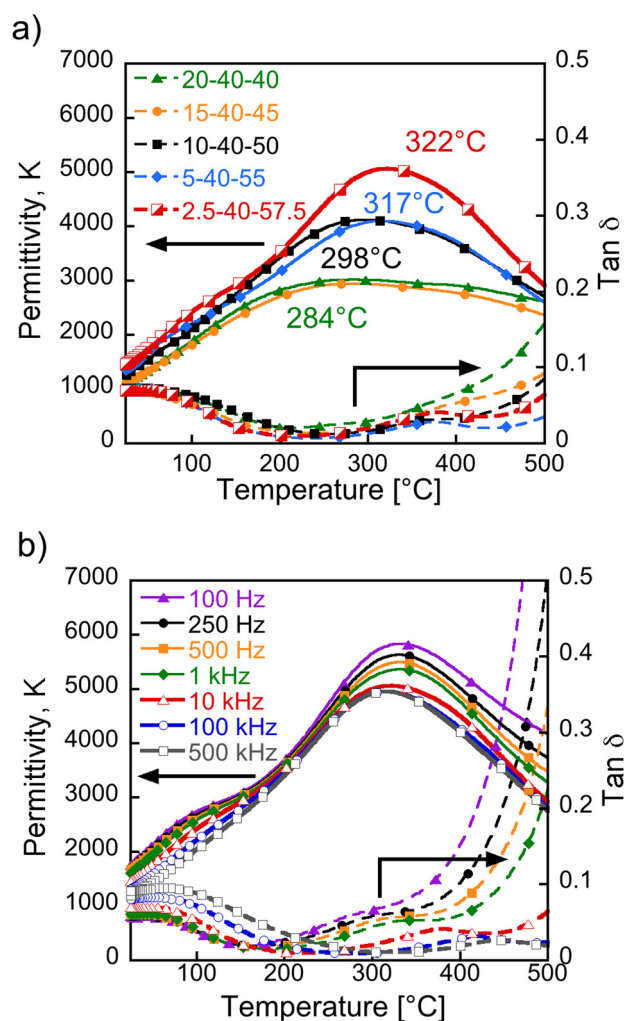 a)
7000
6000
5000
4000
3000
2000
1000
0
Permittivity, K
20-40-40
15-40-45
10-40-50
5-40-55
2.5-40-57.5
322°C
317°C
298°C
284°C
0.5
0.4
0.3
0.2
0.1
0
Tan δ
100 200 300 400 500
Temperature [°C]
b)
7000
6000
5000
4000
3000
2000
1000
0
Permittivity, K
100 Hz
250 Hz
500 Hz
1 kHz
10 kHz
100 kHz
500 kHz
0.5
0.4
0.3
0.2
0.1
0
Tan δ
100 200 300 400 500
Temperature [°C]